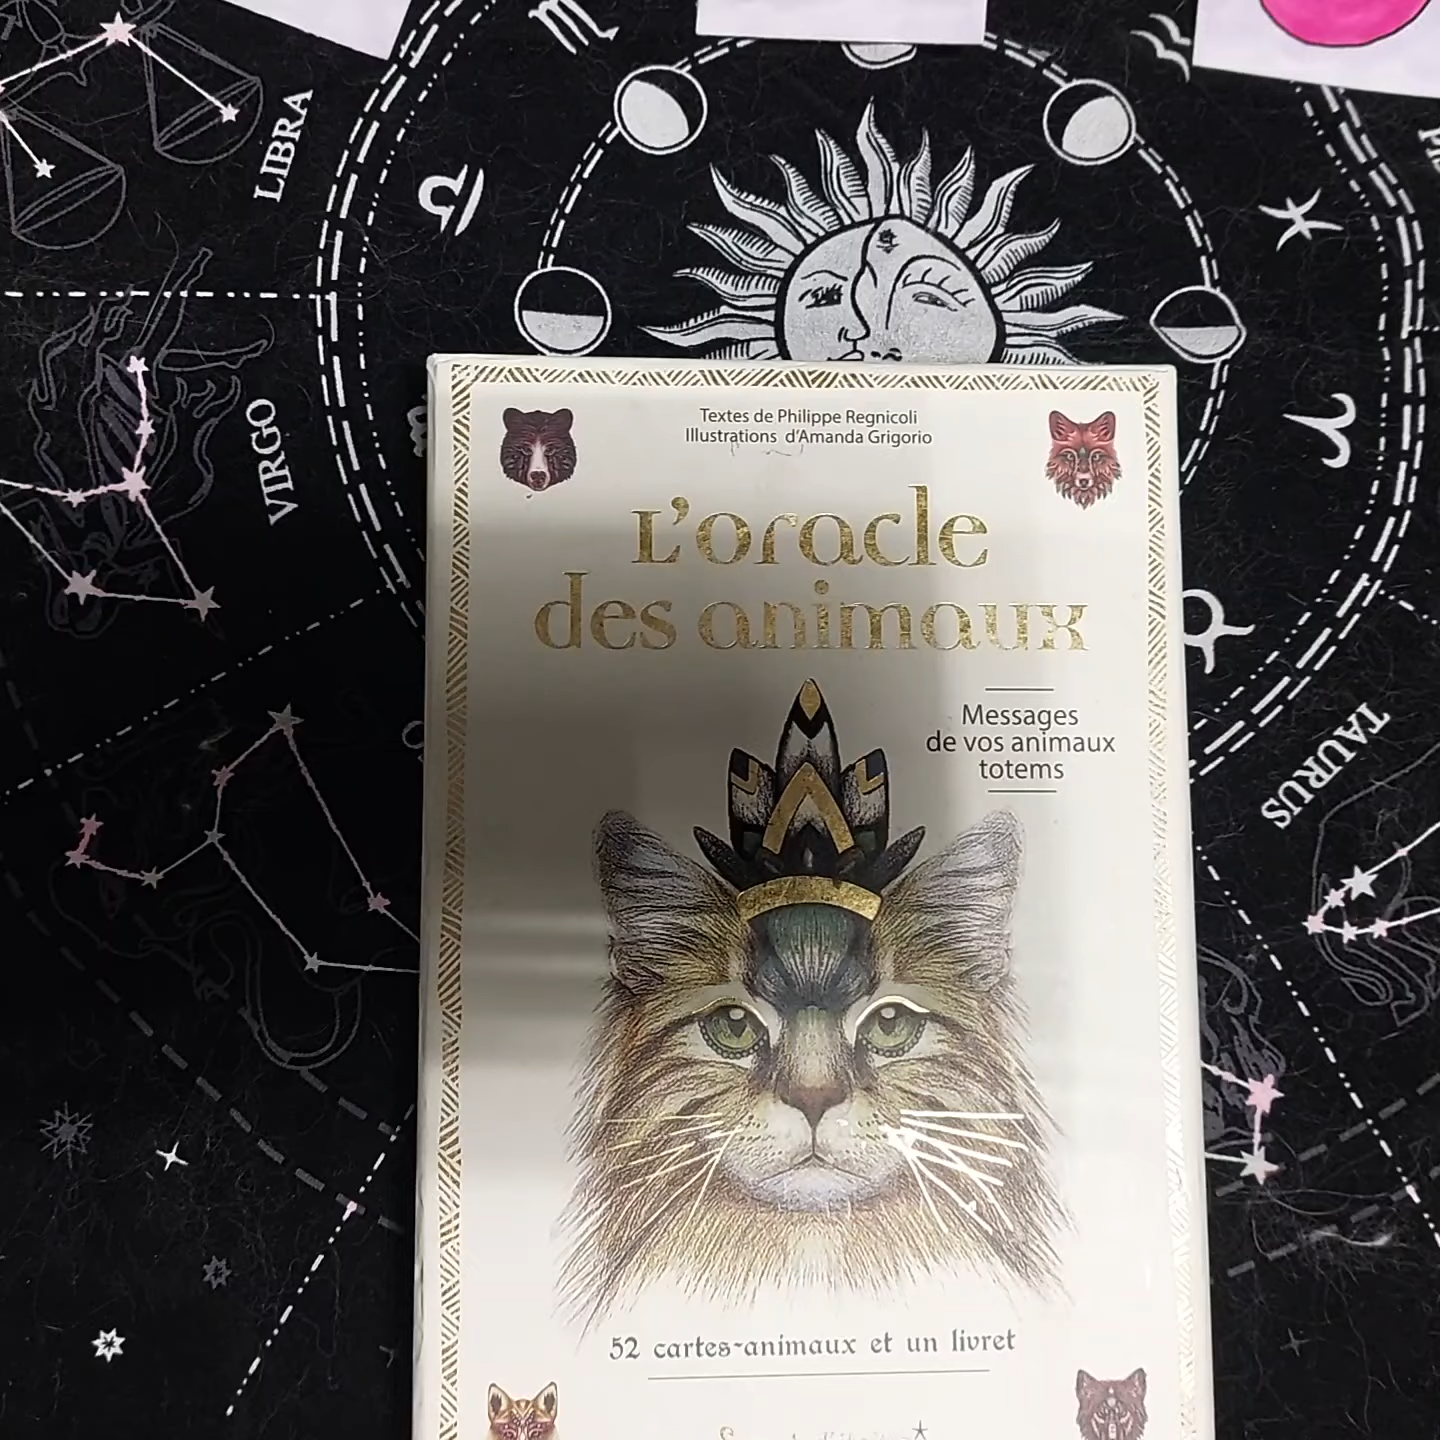 LIBRA
VIRGO
TAURUS
Textes de Philippe Regnicoli
Illustrations d'Amanda Grigorio
L'oracle
des animaux
Messages
de vos animaux
totems
52 cartes-animaux et un livret